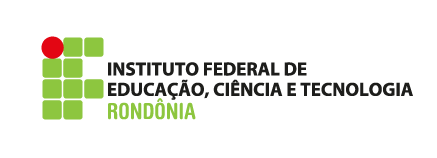 INSTITUTO FEDERAL DE
EDUCAÇÃO, CIÊNCIA E TECNOLOGIA
RONDÔNIA